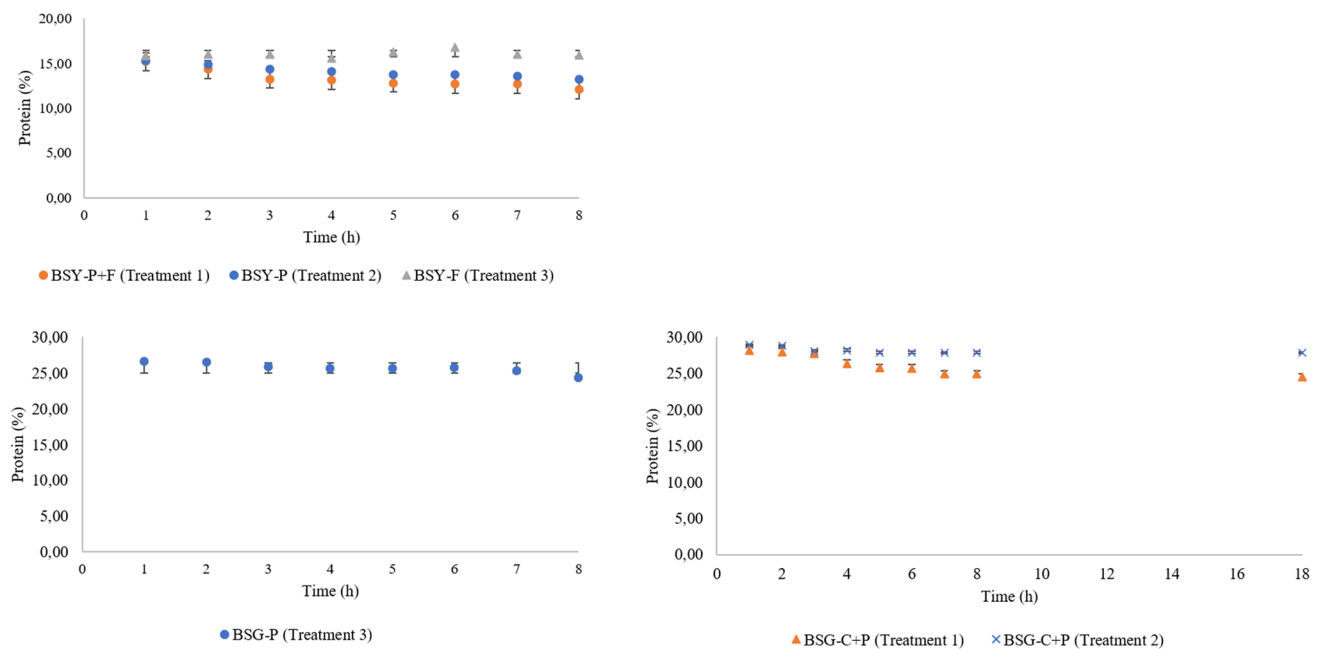 20,00
15,00
10,00
5,00
0,00
Protein (%)
0 1 2 3 4 5 6 7 8
Time (h)
BSY-P+F (Treatment 1) BSY-P (Treatment 2) BSY-F (Treatment 3)
30,00
25,00
20,00
15,00
10,00
5,00
0,00
Protein (%)
0 1 2 3 4 5 6 7 8
Time (h)
BSG-P (Treatment 3)
30,00
25,00
20,00
15,00
10,00
5,00
0,00
Protein (%)
0 2 4 6 8 10 12 14 16 18
Time (h)
BSG-C+P (Treatment 1) BSG-C+P (Treatment 2)